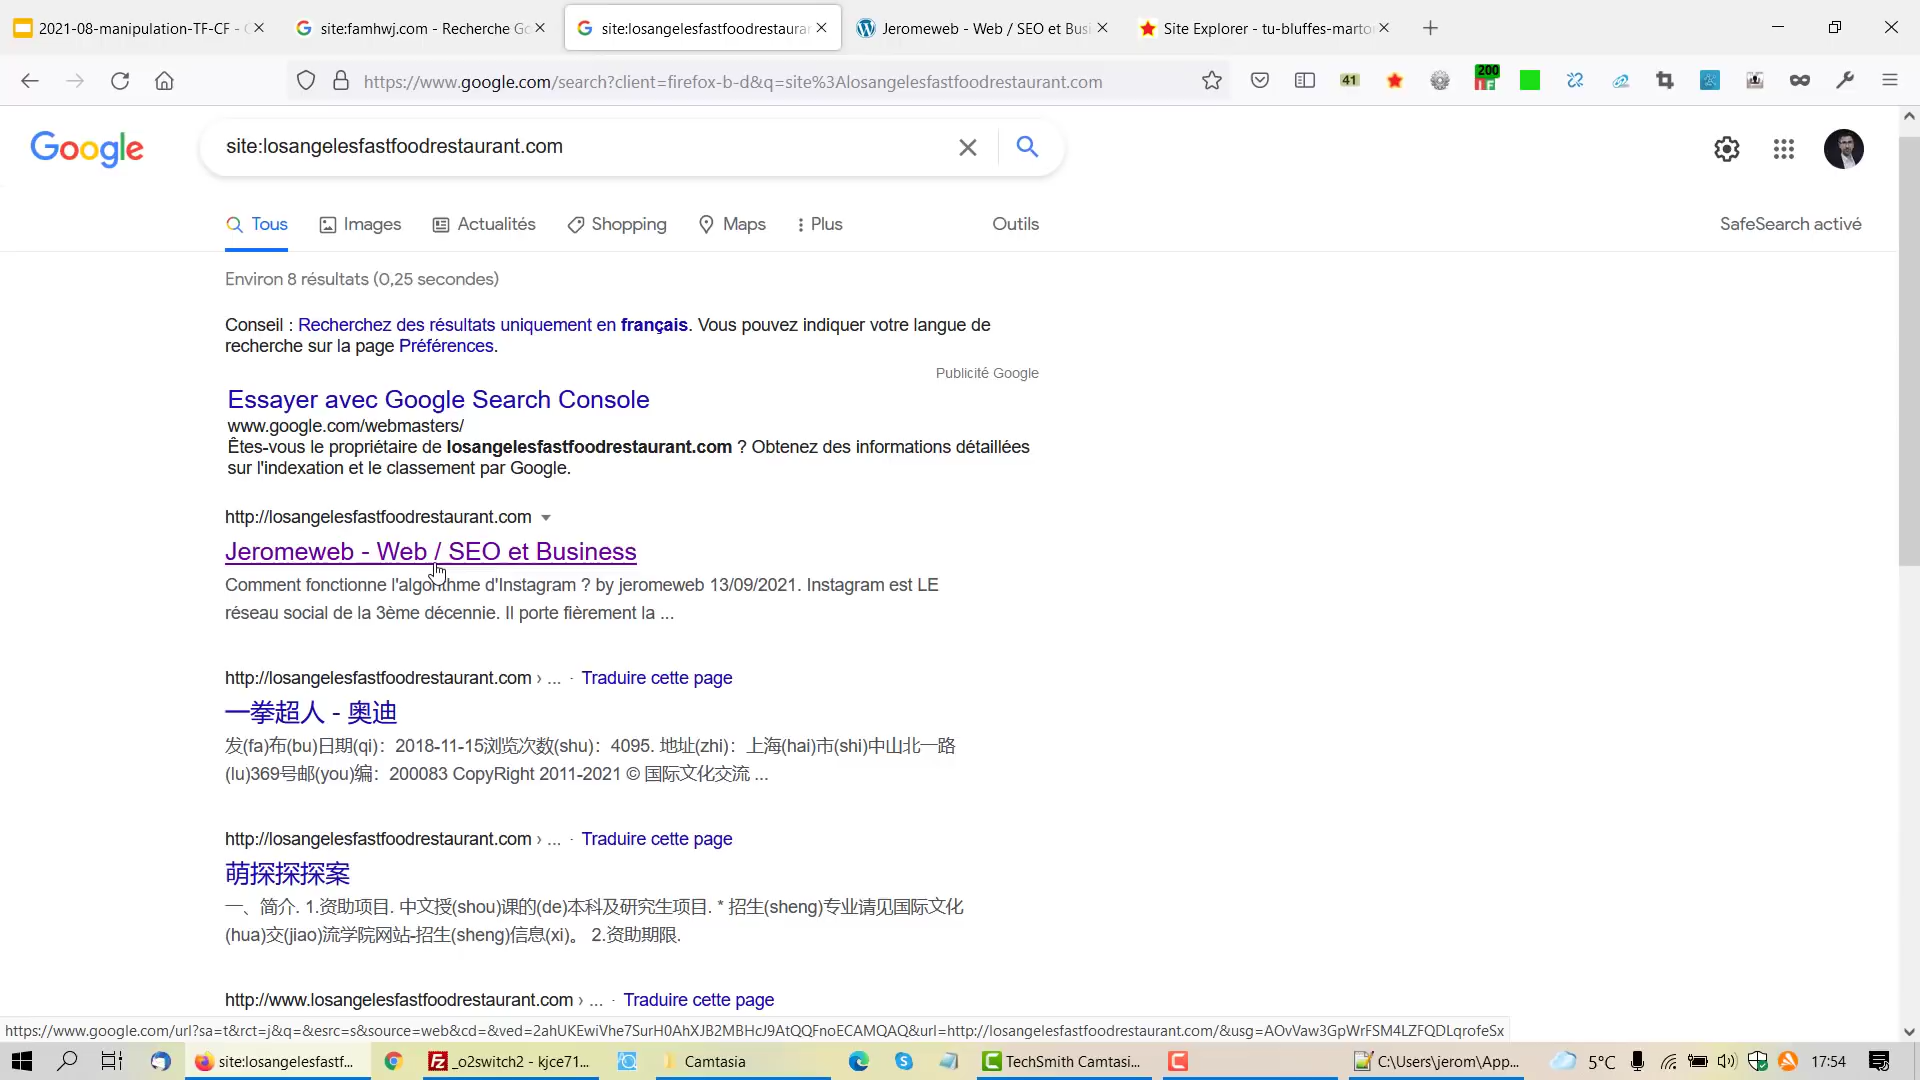 2021-08-manipulation-TF-CF -
site:famhwj.com - Recherche Go
site:losangelesfastfoodrestaurar
Jeromeweb - Web / SEO et Busi
Site Explorer - tu-bluffes-marto
https://www.google.com/search?client=firefox-b-d&q=site%3Alosangelesfastfoodrestaurant.com
41
200
Google
site:losangelesfastfoodrestaurant.com
Tous
Images
Actualités
Shopping
Maps
Plus
Outils
SafeSearch activé
Environ 8 résultats (0,25 secondes)
Conseil : Recherchez des résultats uniquement en français. Vous pouvez indiquer votre langue de
recherche sur la page Préférences.
Publicité Google
Essayer avec Google Search Console
www.google.com/webmasters/
Êtes-vous le propriétaire de losangelesfastfoodrestaurant.com ? Obtenez des informations détaillées
sur l'indexation et le classement par Google.
http://losangelesfastfoodrestaurant.com
Jeromeweb - Web / SEO et Business
Comment fonctionne l'algorithme d'Instagram ? by jeromeweb 13/09/2021. Instagram est LE
réseau social de la 3ème décennie. Il porte fièrement la ...
http://losangelesfastfoodrestaurant.com › ... · Traduire cette page
一拳超人 - 奥迪
发(fa)布(bu)日期(qi)：2018-11-15浏览次数(shu)：4095. 地址(zhi)：上海(hai)市(shi)中山北一路
(lu)369号邮(you)编：200083 CopyRight 2011-2021 © 国际文化交流 ...
http://losangelesfastfoodrestaurant.com › ... · Traduire cette page
萌探探探案
一、简介. 1.资助项目. 中文授(shou)课的(de)本科及研究生项目. * 招生(sheng)专业请见国际文化
(hua)交(jiao)流学院网站-招生(sheng)信息(xi)。 2.资助期限.
http://www.losangelesfastfoodrestaurant.com › ... · Traduire cette page
https://www.google.com/url?sa=t&rct=j&q=&esrc=s&source=web&cd=&ved=2ahUKEwiVhe7SurH0AhXJB2MBHcJ9AtQQFnoECAMQAQ&url=http://losangelesfastfoodrestaurant.com/&usg=AOvVaw3GpWrFSM4LZFQDLqrofeSx
site:losangelesfastf...
_o2switch2 - kjce71...
Camtasia
TechSmith Camtasi...
C:\Users\jerom\App...
5°C
17:54